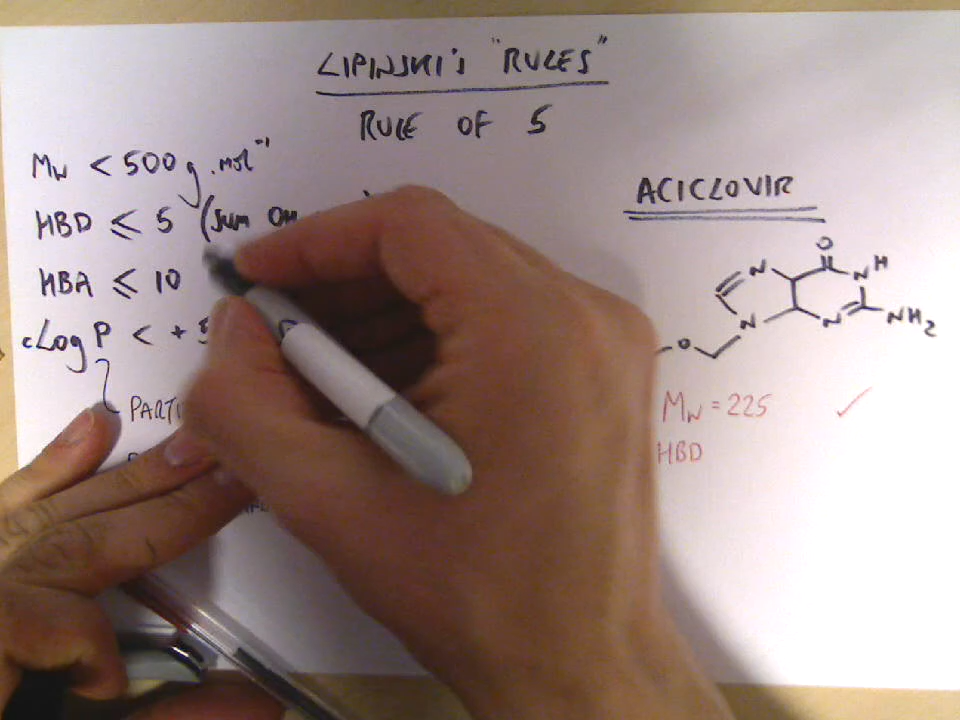 LIPINSKI'S "RULES"
RULE OF 5
MW < 500 g.mol⁻¹
HBD ≤ 5 (SUM OH
HBA ≤ 10
cLog P < + 5
PARTI
ACICLOVIR
O
N
N
H
N
N
NH2
O
MW = 225 ✓
HBD